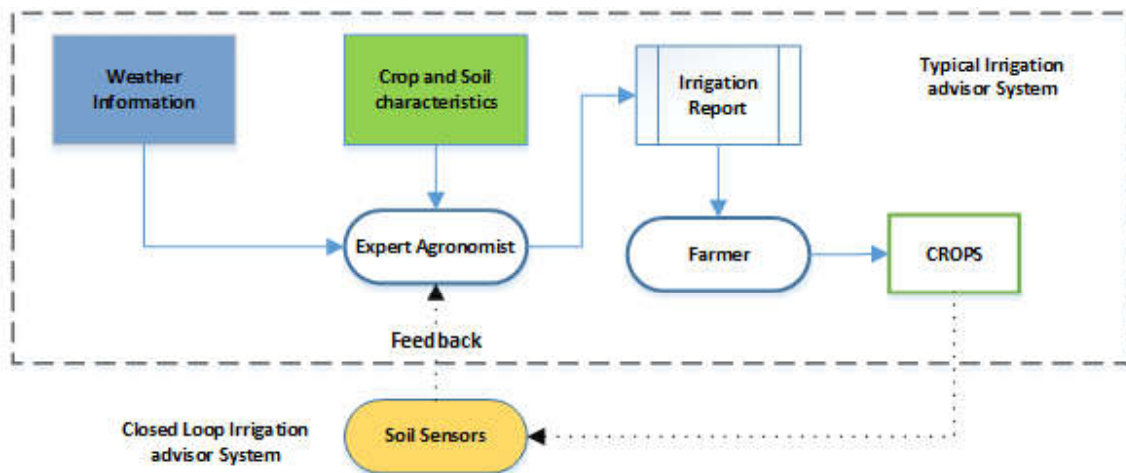 Weather
Information
Crop and Soil
characteristics
Irrigation
Report
Typical Irrigation
advisor System
Expert Agronomist
Farmer
CROPS
Feedback
Closed Loop Irrigation
advisor System
Soil Sensors